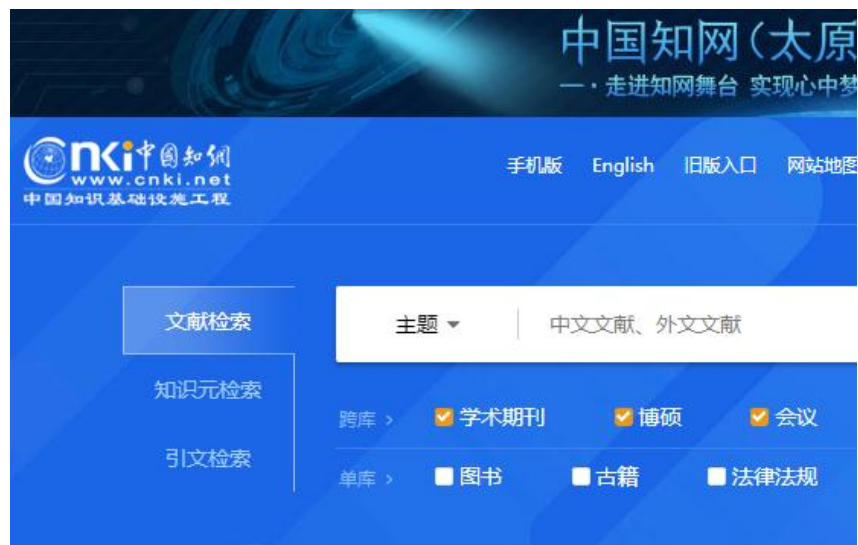 中国知网(太原
一·走进知网舞台 实现心中梦
cnki中国知网
www.cnki.net
中国知识基础设施工程
手机版 English 旧版入口 网站地图
文献检索
主题 中文文献、外文文献
知识元检索
跨库 > 学术期刊 博硕 会议
引文检索
单库 > 图书 古籍 法律法规